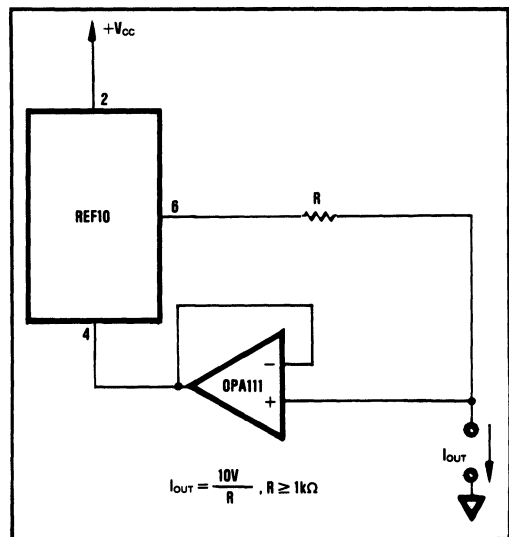 +Vcc
2
REF10
6
R
4
OPA111
−
+
IOUT
IOUT = 10V / R , R ≥ 1kΩ